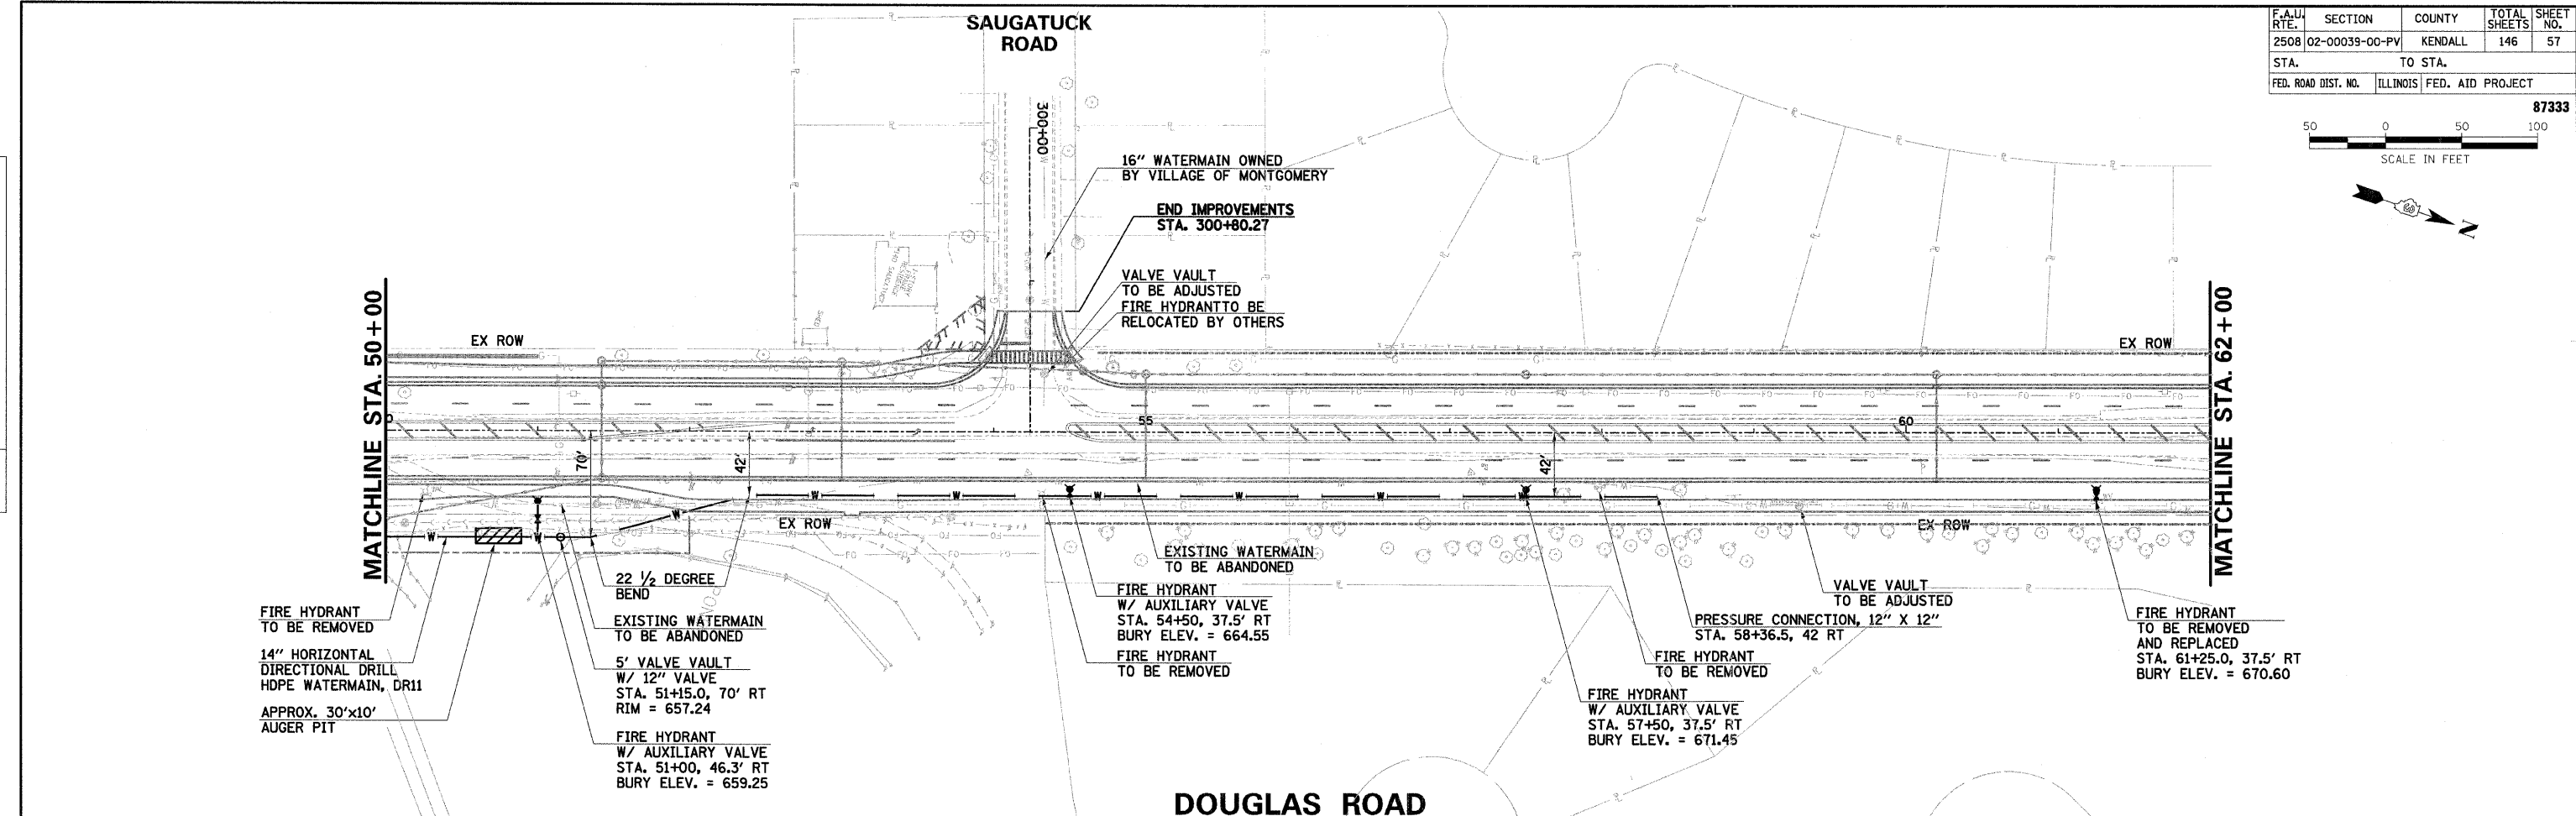 SAUGATUCK
ROAD
F.A.U. RTE. SECTION COUNTY TOTAL SHEETS SHEET NO.
2508 02-00039-00-PV KENDALL 146 57
STA. TO STA.
FED. ROAD DIST. NO. ILLINOIS FED. AID PROJECT
87333
50 0 50 100
SCALE IN FEET
N
300+00
16" WATERMAIN OWNED
BY VILLAGE OF MONTGOMERY
END IMPROVEMENTS
STA. 300+80.27
VALVE VAULT
TO BE ADJUSTED
FIRE HYDRANTTO BE
RELOCATED BY OTHERS
SHED
MATCHLINE STA. 50+00
EX ROW
EX ROW
MATCHLINE STA. 62+00
55
60
70'
42'
42'
EX ROW
EX ROW
FIRE HYDRANT
TO BE REMOVED
14" HORIZONTAL
DIRECTIONAL DRILL
HDPE WATERMAIN, DR11
APPROX. 30'x10'
AUGER PIT
22 1/2 DEGREE
BEND
EXISTING WATERMAIN
TO BE ABANDONED
5' VALVE VAULT
W/ 12" VALVE
STA. 51+15.0, 70' RT
RIM = 657.24
FIRE HYDRANT
W/ AUXILIARY VALVE
STA. 51+00, 46.3' RT
BURY ELEV. = 659.25
EXISTING WATERMAIN
TO BE ABANDONED
FIRE HYDRANT
W/ AUXILIARY VALVE
STA. 54+50, 37.5' RT
BURY ELEV. = 664.55
FIRE HYDRANT
TO BE REMOVED
VALVE VAULT
TO BE ADJUSTED
PRESSURE CONNECTION, 12" X 12"
STA. 58+36.5, 42 RT
FIRE HYDRANT
TO BE REMOVED
FIRE HYDRANT
W/ AUXILIARY VALVE
STA. 57+50, 37.5' RT
BURY ELEV. = 671.45
FIRE HYDRANT
TO BE REMOVED
AND REPLACED
STA. 61+25.0, 37.5' RT
BURY ELEV. = 670.60
DOUGLAS ROAD